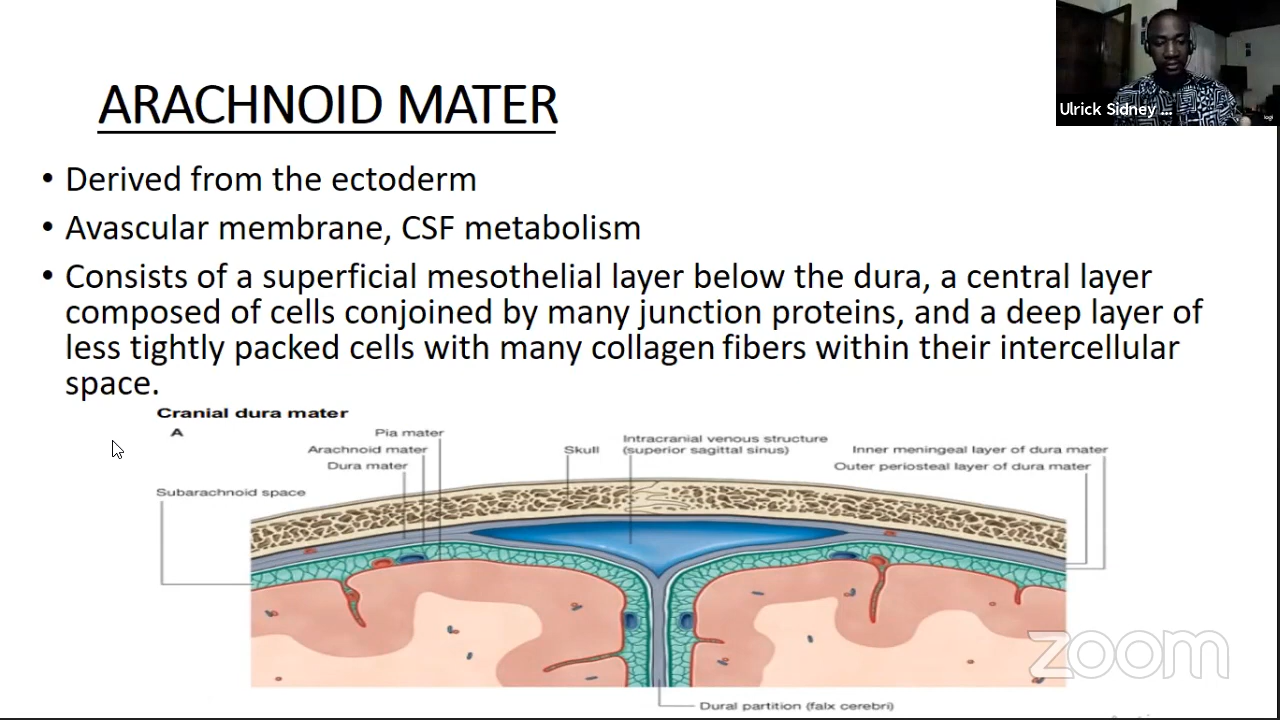 Ulrick Sidney ...
logi
ARACHNOID MATER
• Derived from the ectoderm
• Avascular membrane, CSF metabolism
• Consists of a superficial mesothelial layer below the dura, a central layer
composed of cells conjoined by many junction proteins, and a deep layer of
less tightly packed cells with many collagen fibers within their intercellular
space.
Cranial dura mater
A
Pia mater
Arachnoid mater
Dura mater
Subarachnoid space
Skull
Intracranial venous structure
(superior sagittal sinus)
Inner meningeal layer of dura mater
Outer periosteal layer of dura mater
zoom
Dural partition (falx cerebri)